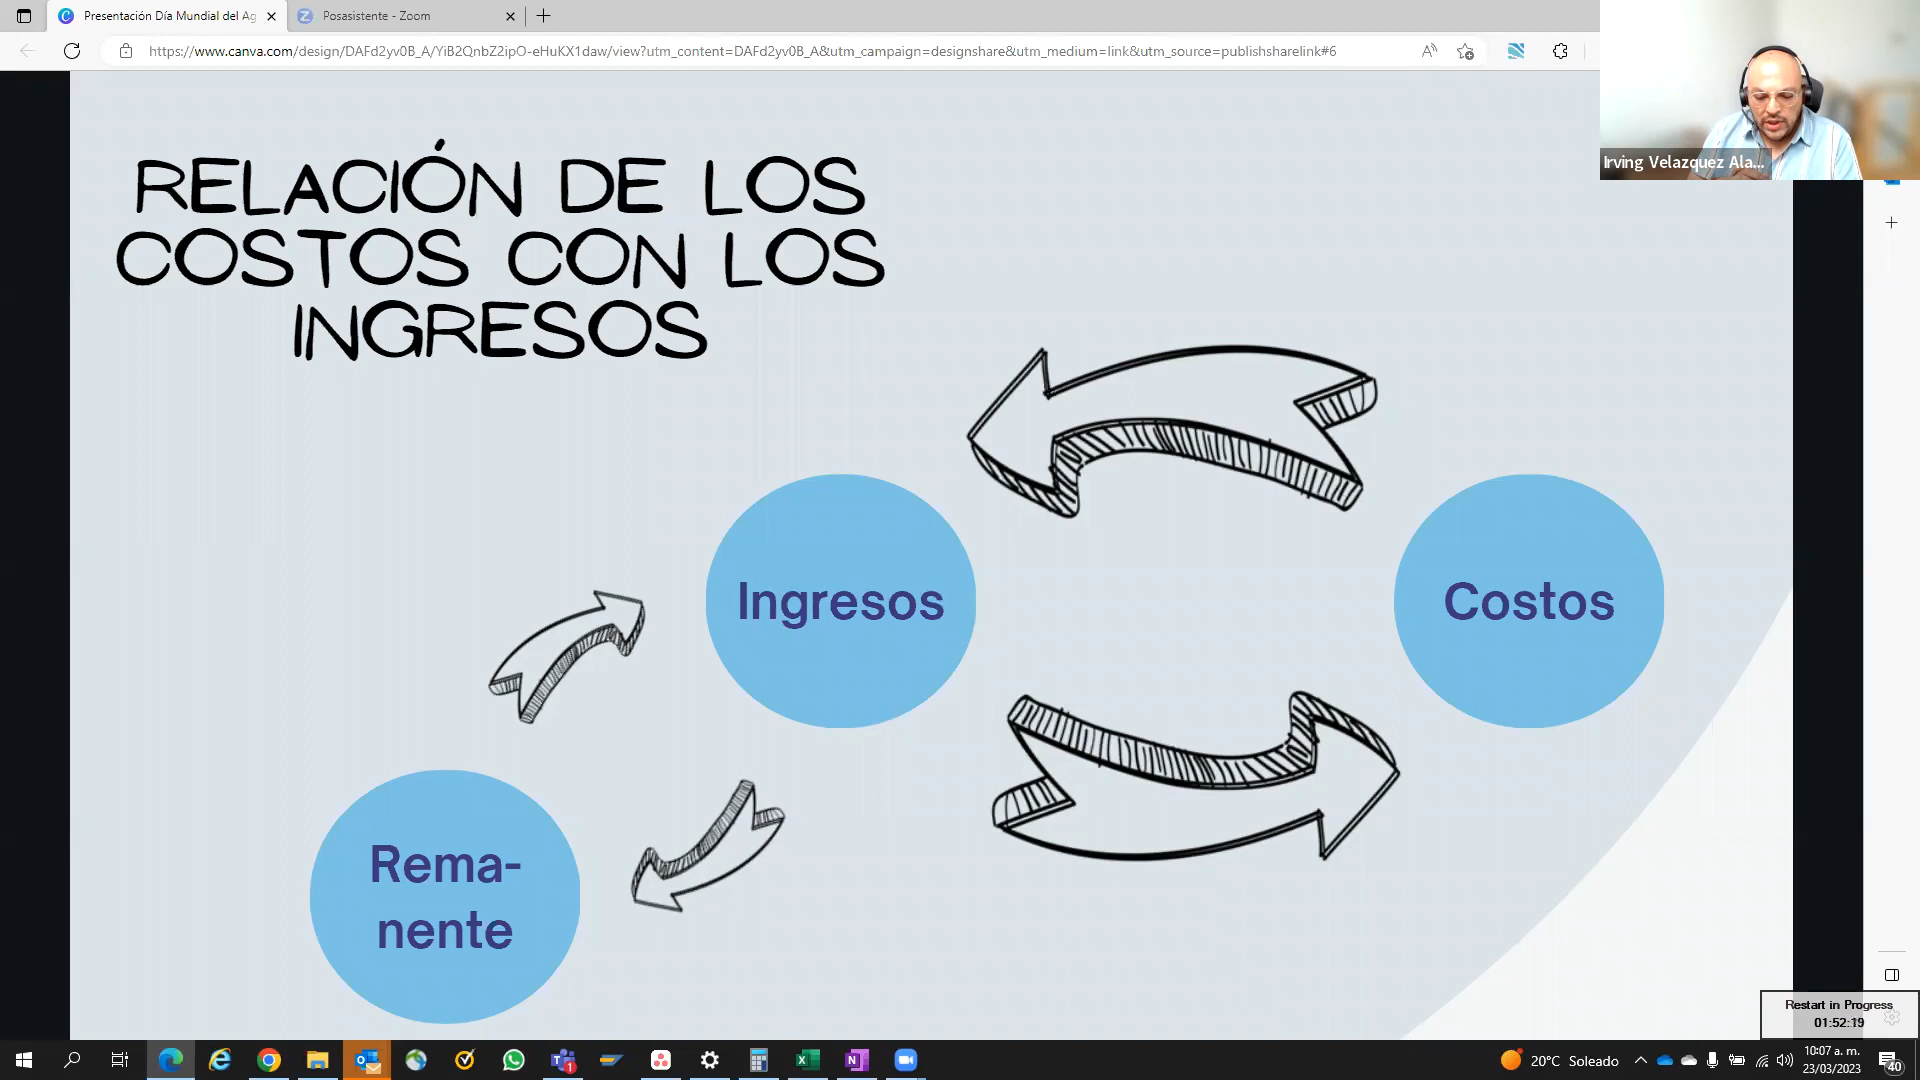 Presentación Día Mundial del Ag
Posasistente - Zoom
https://www.canva.com/design/DAFd2yv0B_A/YiB2QnbZ2ipO-eHuKX1daw/view?utm_content=DAFd2yv0B_A&utm_campaign=designshare&utm_medium=link&utm_source=publishsharelink#6
Irving Velazquez Ala...
RELACIÓN DE LOS
COSTOS CON LOS
INGRESOS
Ingresos
Costos
Rema-
nente
Restart in Progress
01:52:19
20°C Soleado
10:07 a. m.
23/03/2023
40
1